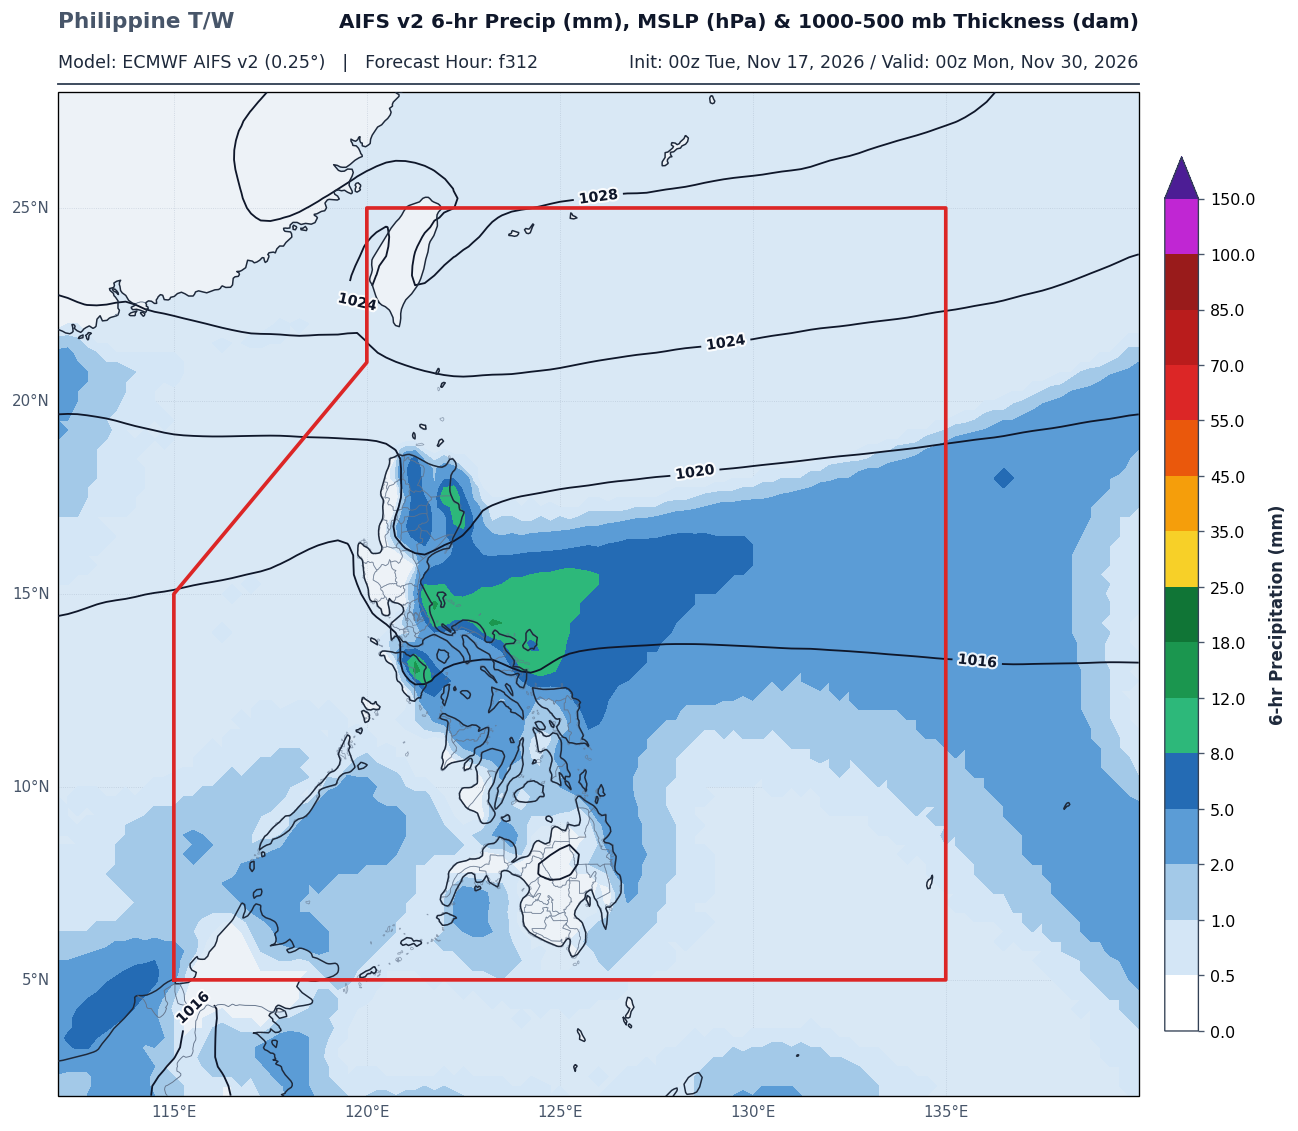 Philippine T/W
AIFS v2 6-hr Precip (mm), MSLP (hPa) & 1000-500 mb Thickness (dam)
Model: ECMWF AIFS v2 (0.25°) | Forecast Hour: f312
Init: 00z Tue, Nov 17, 2026 / Valid: 00z Mon, Nov 30, 2026
25°N
20°N
15°N
10°N
5°N
1028
1024
1024
1020
1016
1016
115°E
120°E
125°E
130°E
135°E
150.0
100.0
85.0
70.0
55.0
45.0
35.0
25.0
18.0
12.0
8.0
5.0
2.0
1.0
0.5
0.0
6-hr Precipitation (mm)